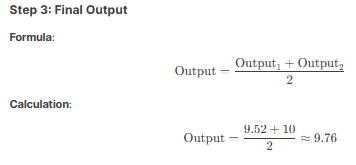 Step 3: Final Output
Formula:
Output = (Output₁ + Output₂) / 2
Calculation:
Output = (9.52 + 10) / 2 ≈ 9.76